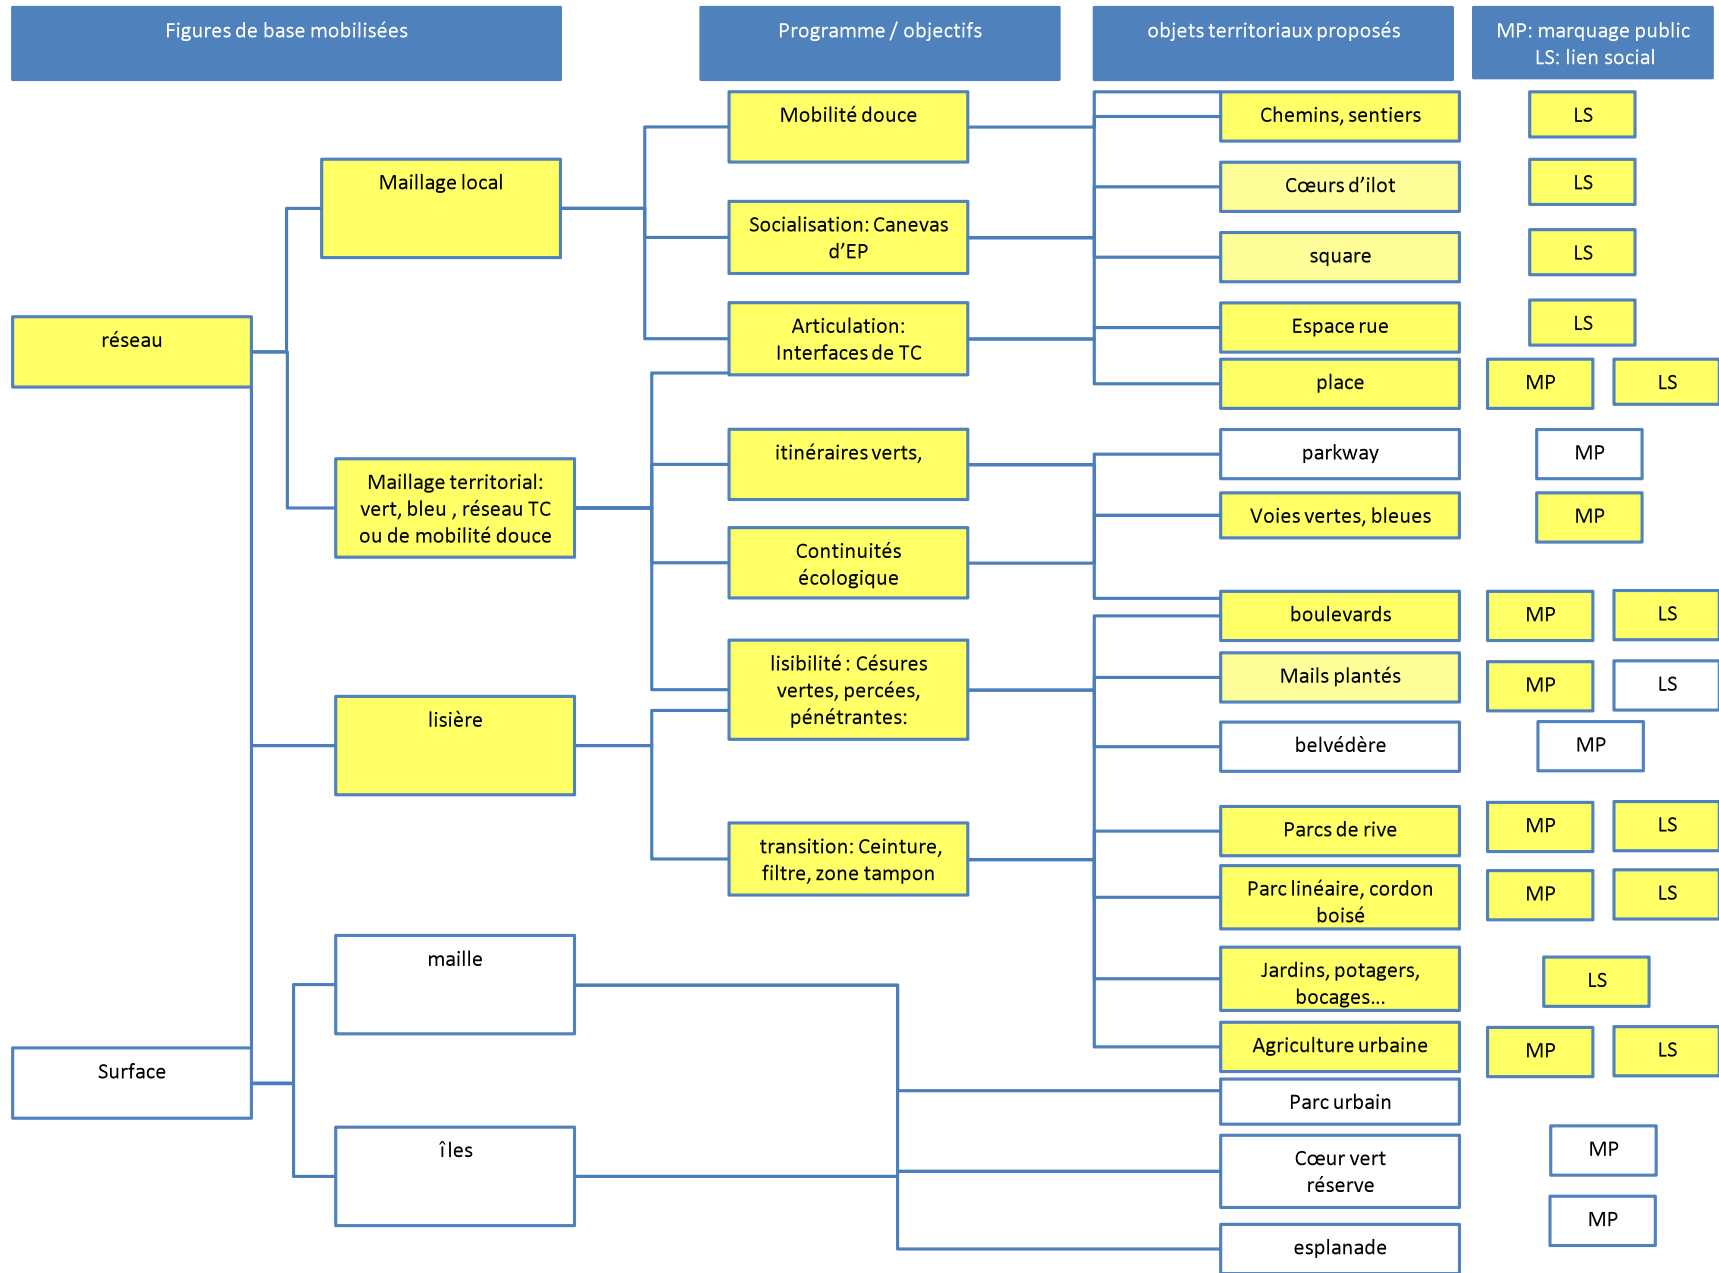 Figures de base mobilisées
Programme / objectifs
objets territoriaux proposés
MP: marquage public
LS: lien social
Mobilité douce
Chemins, sentiers
LS
Maillage local
Cœurs d’ilot
LS
Socialisation: Canevas
d’EP
square
LS
réseau
Articulation:
Interfaces de TC
Espace rue
LS
place
MP
LS
Maillage territorial:
vert, bleu , réseau TC
ou de mobilité douce
itinéraires verts,
parkway
MP
Voies vertes, bleues
MP
Continuités
écologique
boulevards
MP
LS
lisière
lisibilité : Césures
vertes, percées,
pénétrantes:
Mails plantés
MP
LS
belvédère
MP
transition: Ceinture,
filtre, zone tampon
Parcs de rive
MP
LS
Parc linéaire, cordon
boisé
MP
LS
maille
Jardins, potagers,
bocages...
LS
Surface
Agriculture urbaine
MP
LS
Parc urbain
îles
Cœur vert
réserve
MP
MP
esplanade